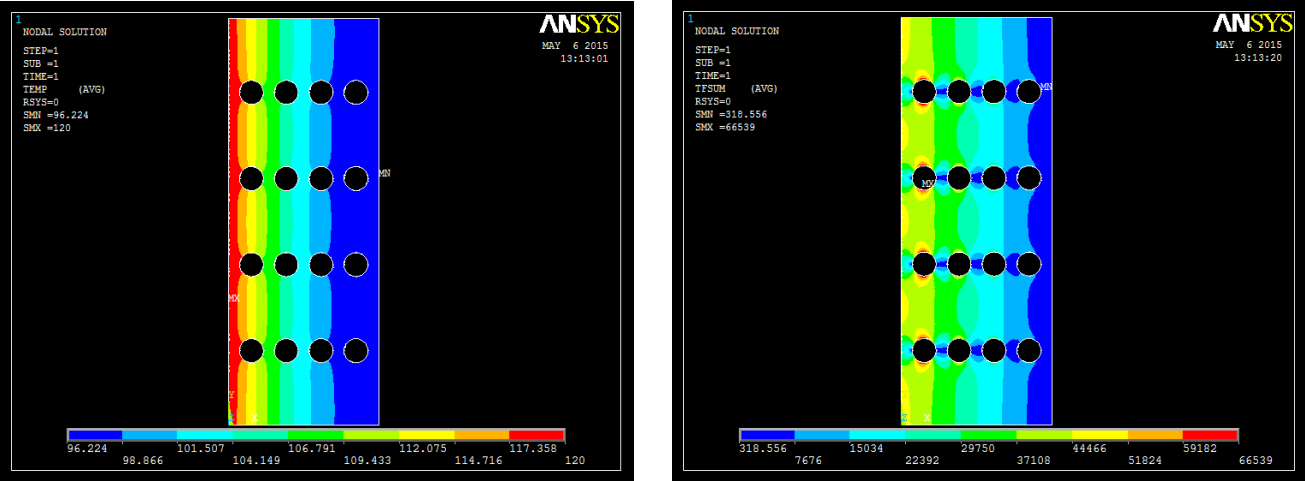 1
NODAL SOLUTION
STEP=1
SUB =1
TIME=1
TEMP (AVG)
RSYS=0
SMN =96.224
SMX =120
ANSYS
MAY 6 2015
13:13:01
MN
MX
Y
Z X
96.224 101.507 106.791 112.075 117.358
98.866 104.149 109.433 114.716 120
1
NODAL SOLUTION
STEP=1
SUB =1
TIME=1
TFSUM (AVG)
RSYS=0
SMN =318.556
SMX =66539
ANSYS
MAY 6 2015
13:13:20
MN
MX
Y
Z X
318.556 15034 29750 44466 59182
7676 22392 37108 51824 66539